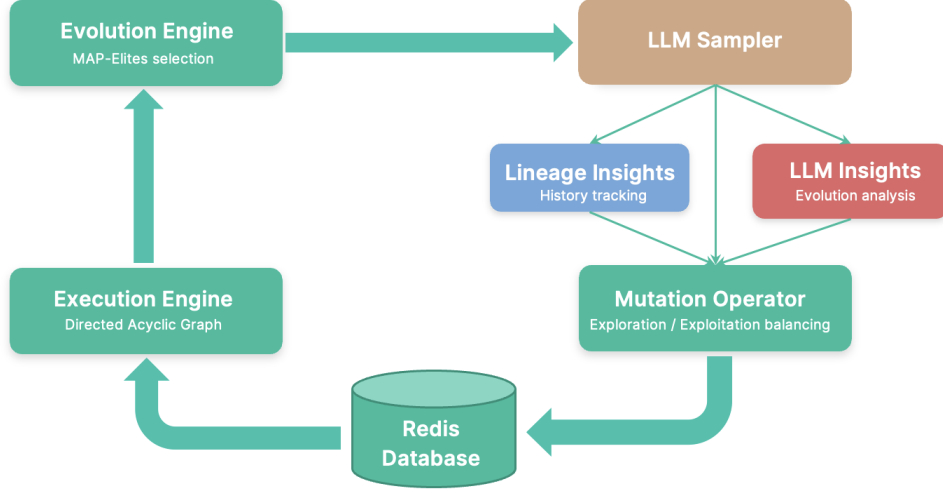 Evolution Engine
MAP-Elites selection
LLM Sampler
Lineage Insights
History tracking
LLM Insights
Evolution analysis
Execution Engine
Directed Acyclic Graph
Mutation Operator
Exploration / Exploitation balancing
Redis
Database